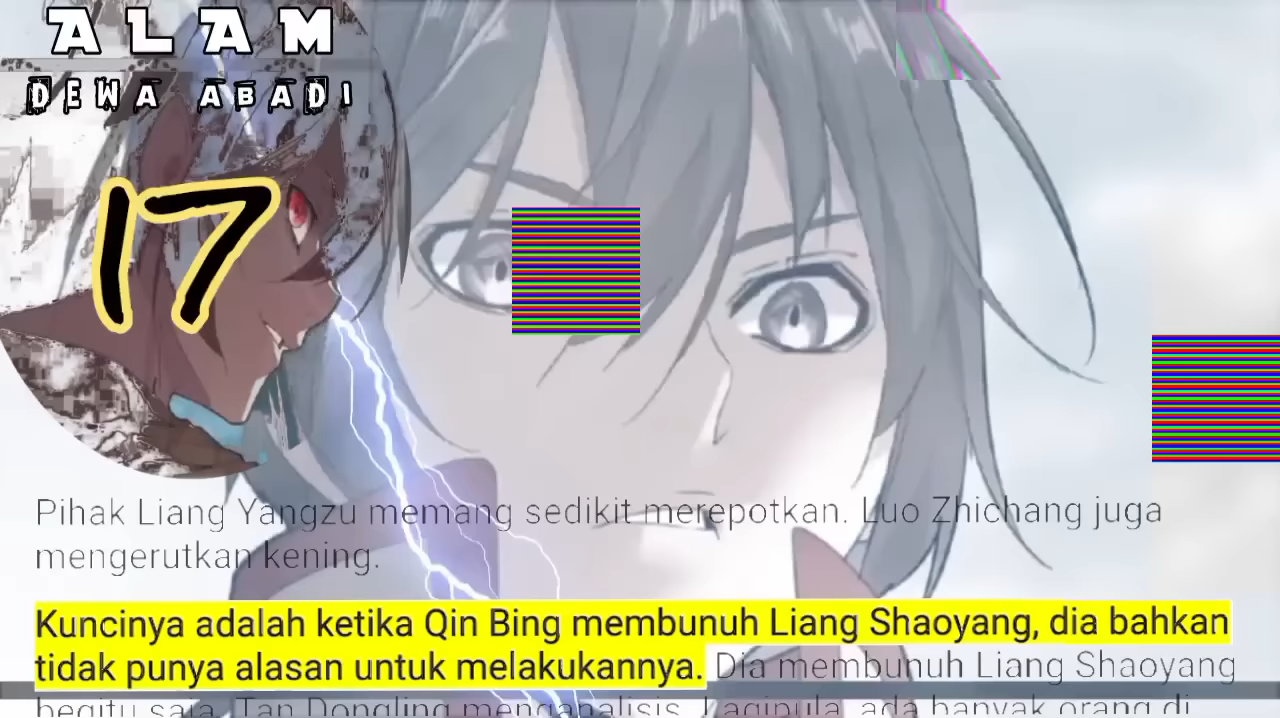 ALAM
DEWA ABADI
17
Pihak Liang Yangzu memang sedikit merepotkan. Luo Zhichang juga
mengerutkan kening.
Kuncinya adalah ketika Qin Bing membunuh Liang Shaoyang, dia bahkan
tidak punya alasan untuk melakukannya. Dia membunuh Liang Shaoyang
begitu saja. Tan Dongling menganalisis. Lagipula, ada banyak orang di